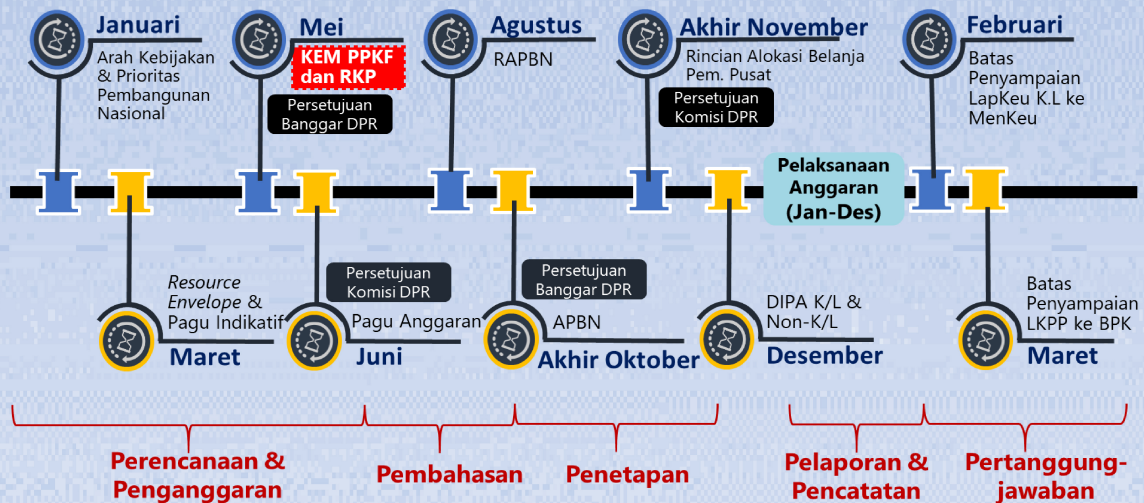 Januari
Arah Kebijakan
& Prioritas
Pembangunan
Nasional
Mei
KEM PPKF
dan RKP
Persetujuan
Banggar DPR
Agustus
RAPBN
Akhir November
Rincian Alokasi Belanja
Pem. Pusat
Persetujuan
Komisi DPR
Februari
Batas
Penyampaian
LapKeu K.L ke
MenKeu
Pelaksanaan
Anggaran
(Jan-Des)
Resource
Envelope &
Pagu Indikatif
Maret
Persetujuan
Komisi DPR
Pagu Anggaran
Juni
Persetujuan
Banggar DPR
APBN
Akhir Oktober
DIPA K/L &
Non-K/L
Desember
Batas
Penyampaian
LKPP ke BPK
Maret
Perencanaan &
Penganggaran
Pembahasan
Penetapan
Pelaporan &
Pencatatan
Pertanggung-
jawaban